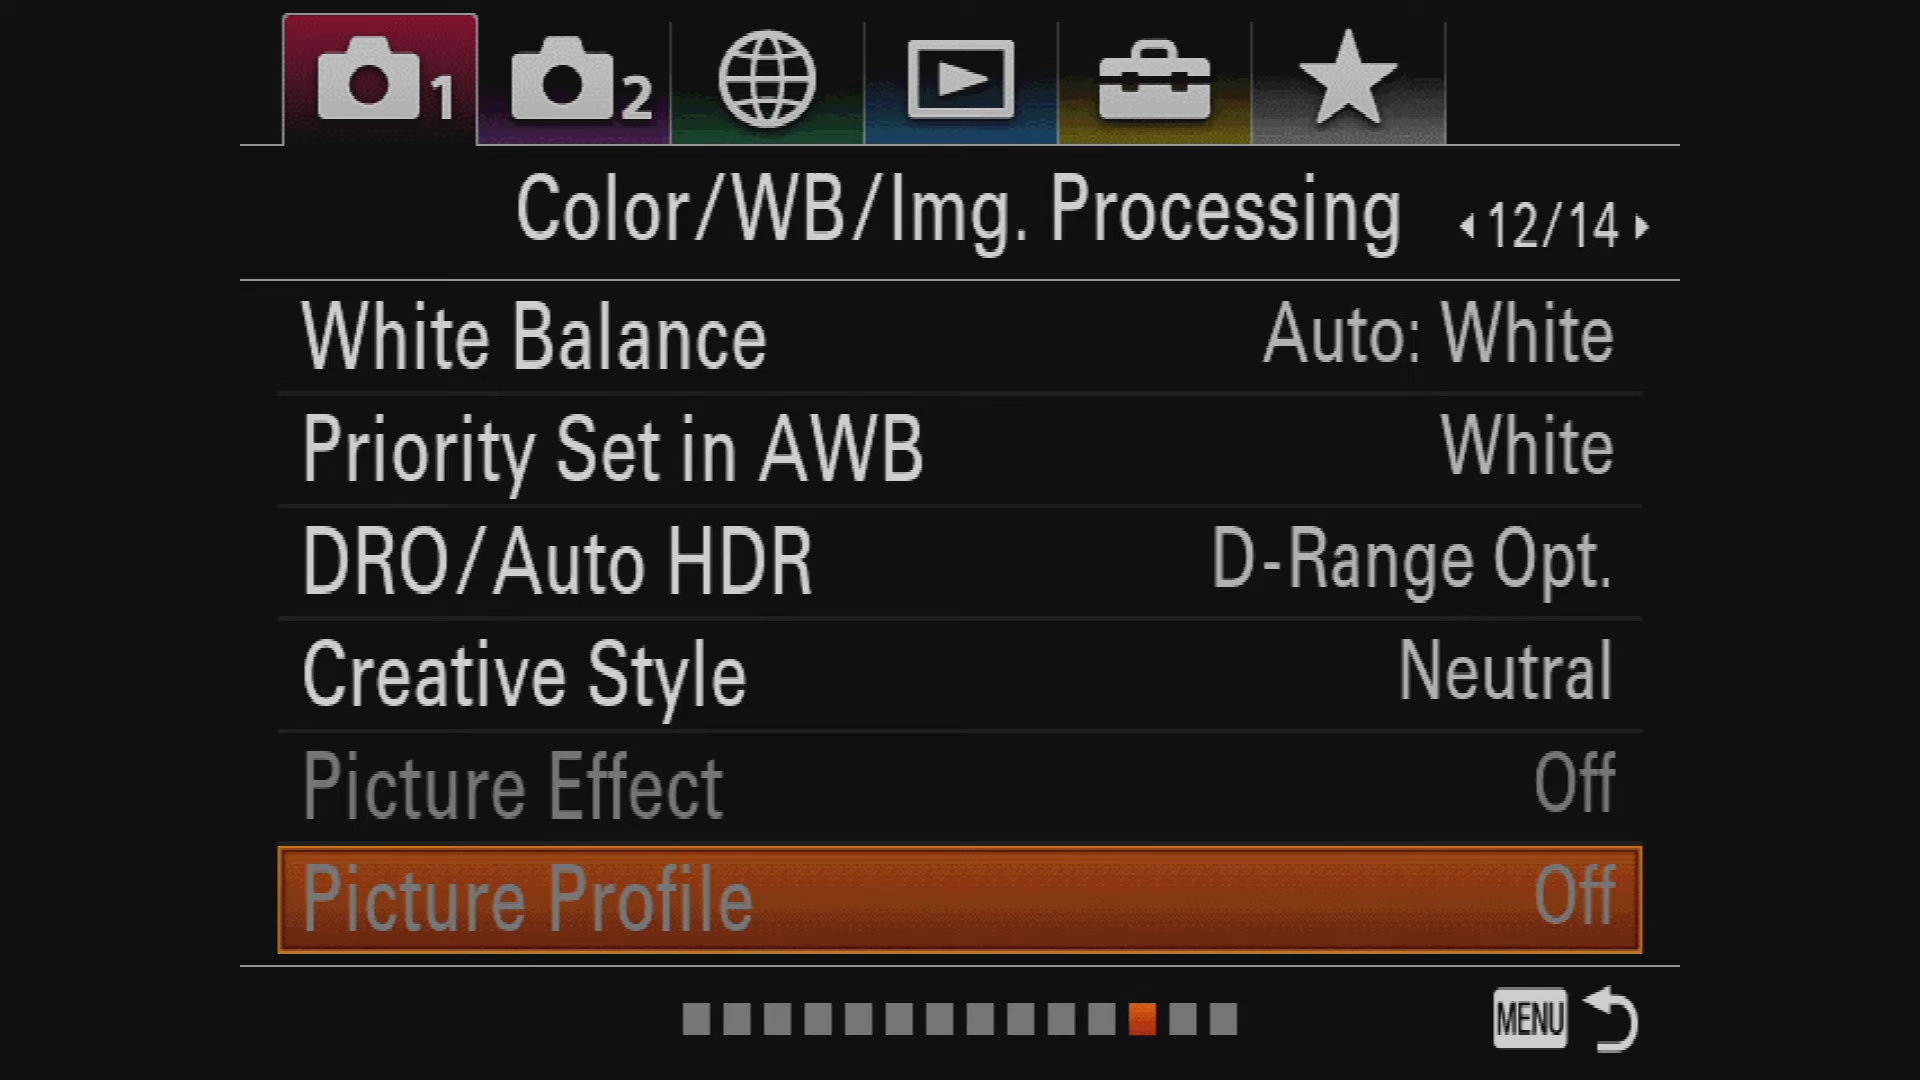 1 2
Color/WB/Img. Processing 12/14
White Balance Auto: White
Priority Set in AWB White
DRO/Auto HDR D-Range Opt.
Creative Style Neutral
Picture Effect Off
Picture Profile Off
MENU